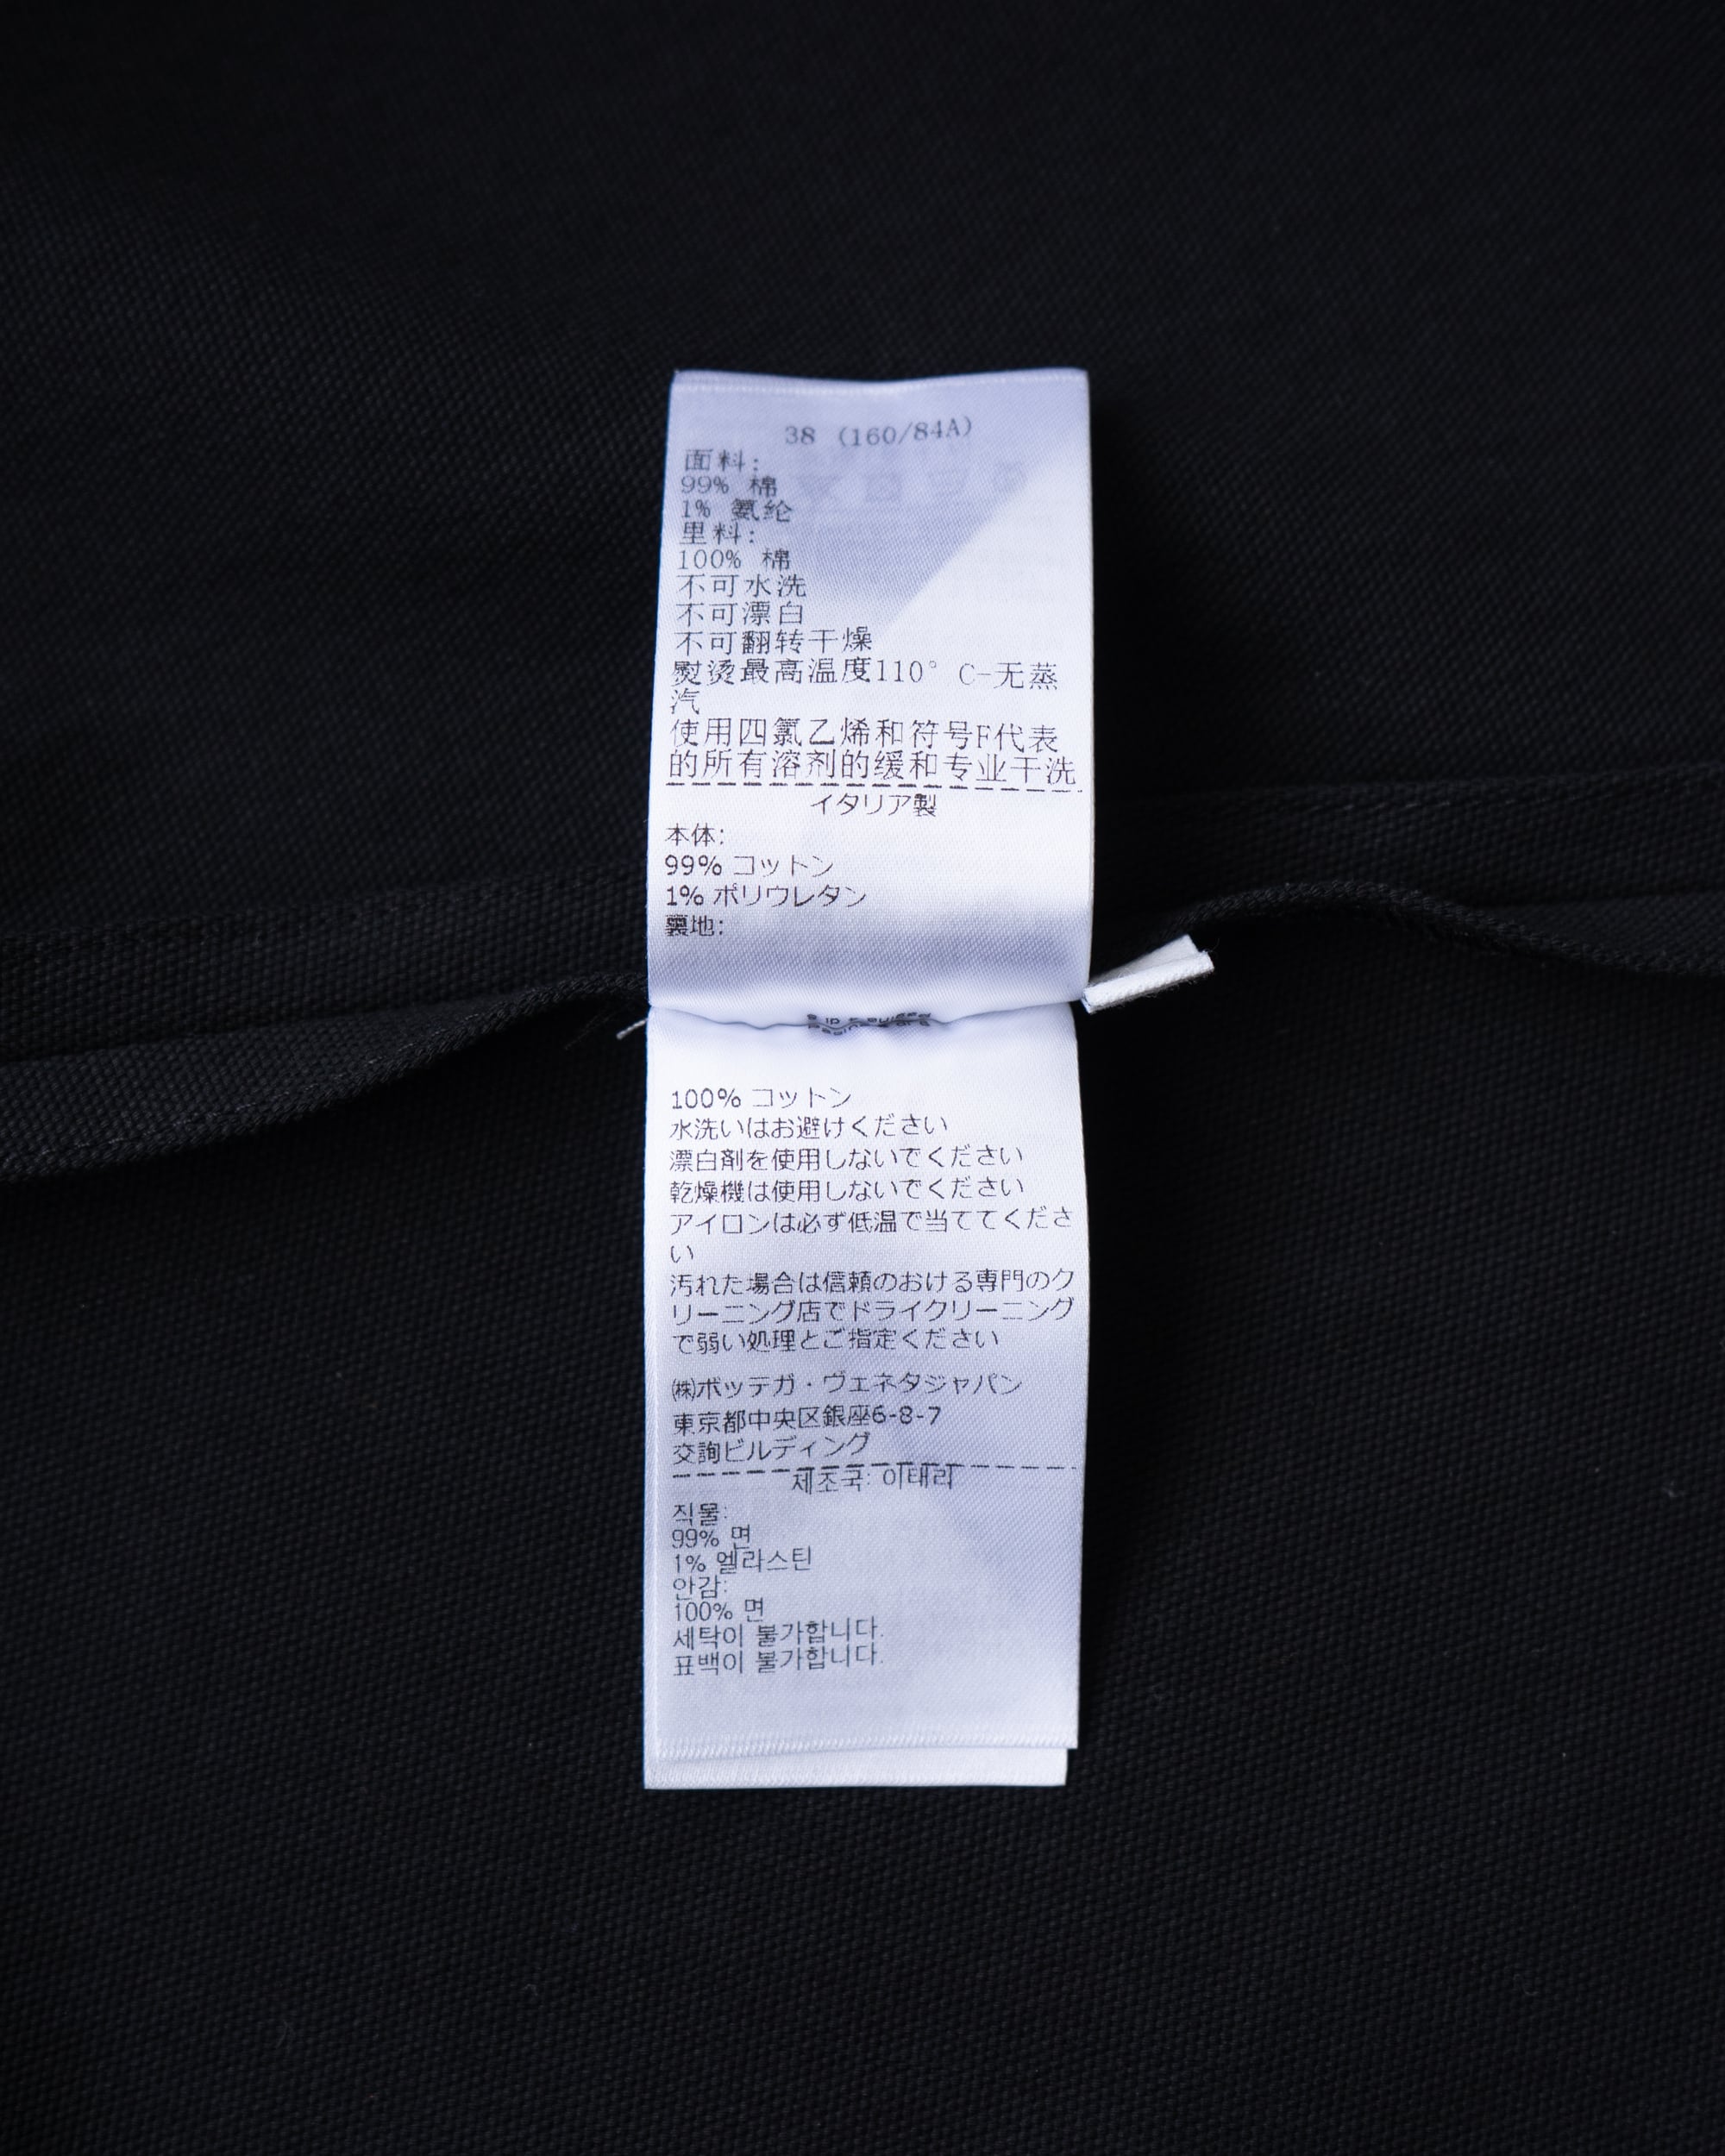 38 (160/84A)
面料:
99% 棉
1% 氨纶
里料:
100% 棉
不可水洗
不可漂白
不可翻转干燥
熨烫最高温度110° C-无蒸
汽
使用四氯乙烯和符号F代表
的所有溶剂的缓和专业干洗
イタリア製
本体:
99% コットン
1% ポリウレタン
裏地:
100% コットン
水洗いはお避けください
漂白剤を使用しないでください
乾燥機は使用しないでください
アイロンは必ず低温で当ててくださ
い
汚れた場合は信頼のおける専門のク
リーニング店でドライクリーニング
で弱い処理とご指定ください
㈱ボッテガ・ヴェネタジャパン
東京都中央区銀座6-8-7
交詢ビルディング
제조국: 이태리
직물:
99% 면
1% 엘라스틴
안감:
100% 면
세탁이 불가합니다.
표백이 불가합니다.